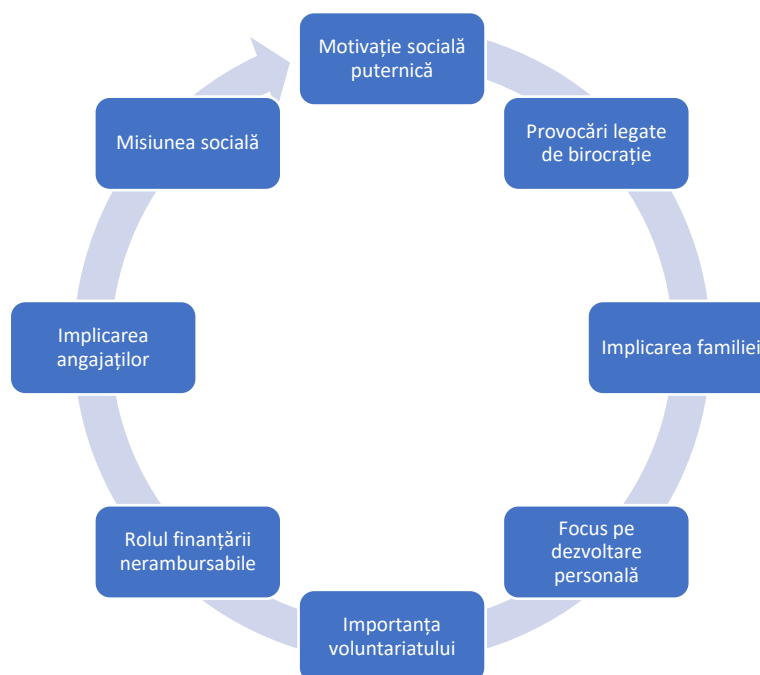 Motivație socială
puternică
Provocări legate
de birocrație
Implicarea familiei
Focus pe
dezvoltare
personală
Importanța
voluntariatului
Rolul finanțării
nerambursabile
Implicarea
angajaților
Misiunea socială